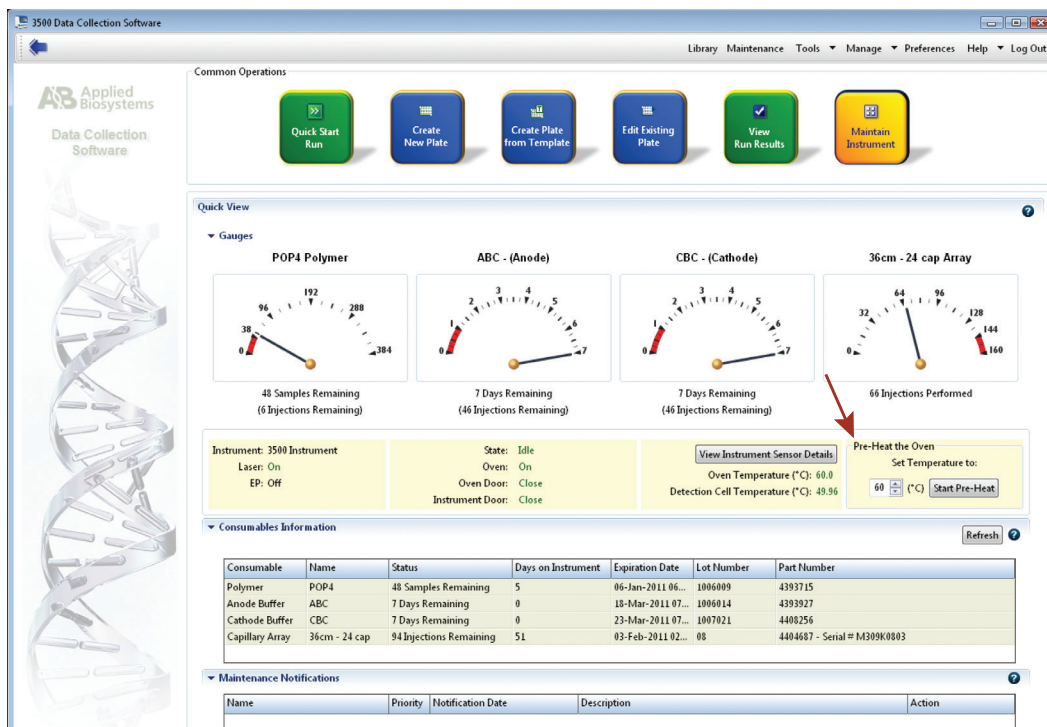 3500 Data Collection Software
Library Maintenance Tools Manage Preferences Help Log Out
AB Applied Biosystems
Data Collection
Software
Common Operations
Quick Start
Run
Create
New Plate
Create Plate
from Template
Edit Existing
Plate
View
Run Results
Maintain
Instrument
Quick View
?
Gauges
POP4 Polymer
0 38 96 192 288 384
48 Samples Remaining
(6 Injections Remaining)
ABC - (Anode)
0 1 2 3 4 5 6 7
7 Days Remaining
(46 Injections Remaining)
CBC - (Cathode)
0 1 2 3 4 5 6 7
7 Days Remaining
(46 Injections Remaining)
36cm - 24 cap Array
0 32 64 96 128 144 160
66 Injections Performed
Instrument: 3500 Instrument
Laser: On
EP: Off
State: Idle
Oven: On
Oven Door: Close
Instrument Door: Close
View Instrument Sensor Details
Oven Temperature (°C): 60.0
Detection Cell Temperature (°C): 49.96
Pre-Heat the Oven
Set Temperature to:
60 (°C) Start Pre-Heat
Consumables Information
Refresh ?
Consumable Name Status Days on Instrument Expiration Date Lot Number Part Number
Polymer POP4 48 Samples Remaining 5 06-Jan-2011 06... 1006009 4393715
Anode Buffer ABC 7 Days Remaining 0 18-Mar-2011 07... 1006014 4393927
Cathode Buffer CBC 7 Days Remaining 0 23-Mar-2011 07... 1007021 4408256
Capillary Array 36cm - 24 cap 94 Injections Remaining 51 03-Feb-2011 02... 08 4404687 - Serial # M309K0803
Maintenance Notifications
?
Name Priority Notification Date Description Action